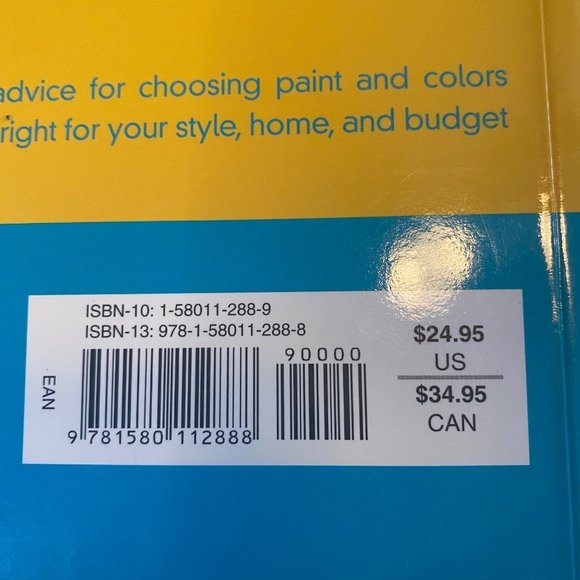 advice for choosing paint and colors
right for your style, home, and budget
ISBN-10: 1-58011-288-9
ISBN-13: 978-1-58011-288-8
90000
EAN
9 781580 112888
$24.95
US
$34.95
CAN